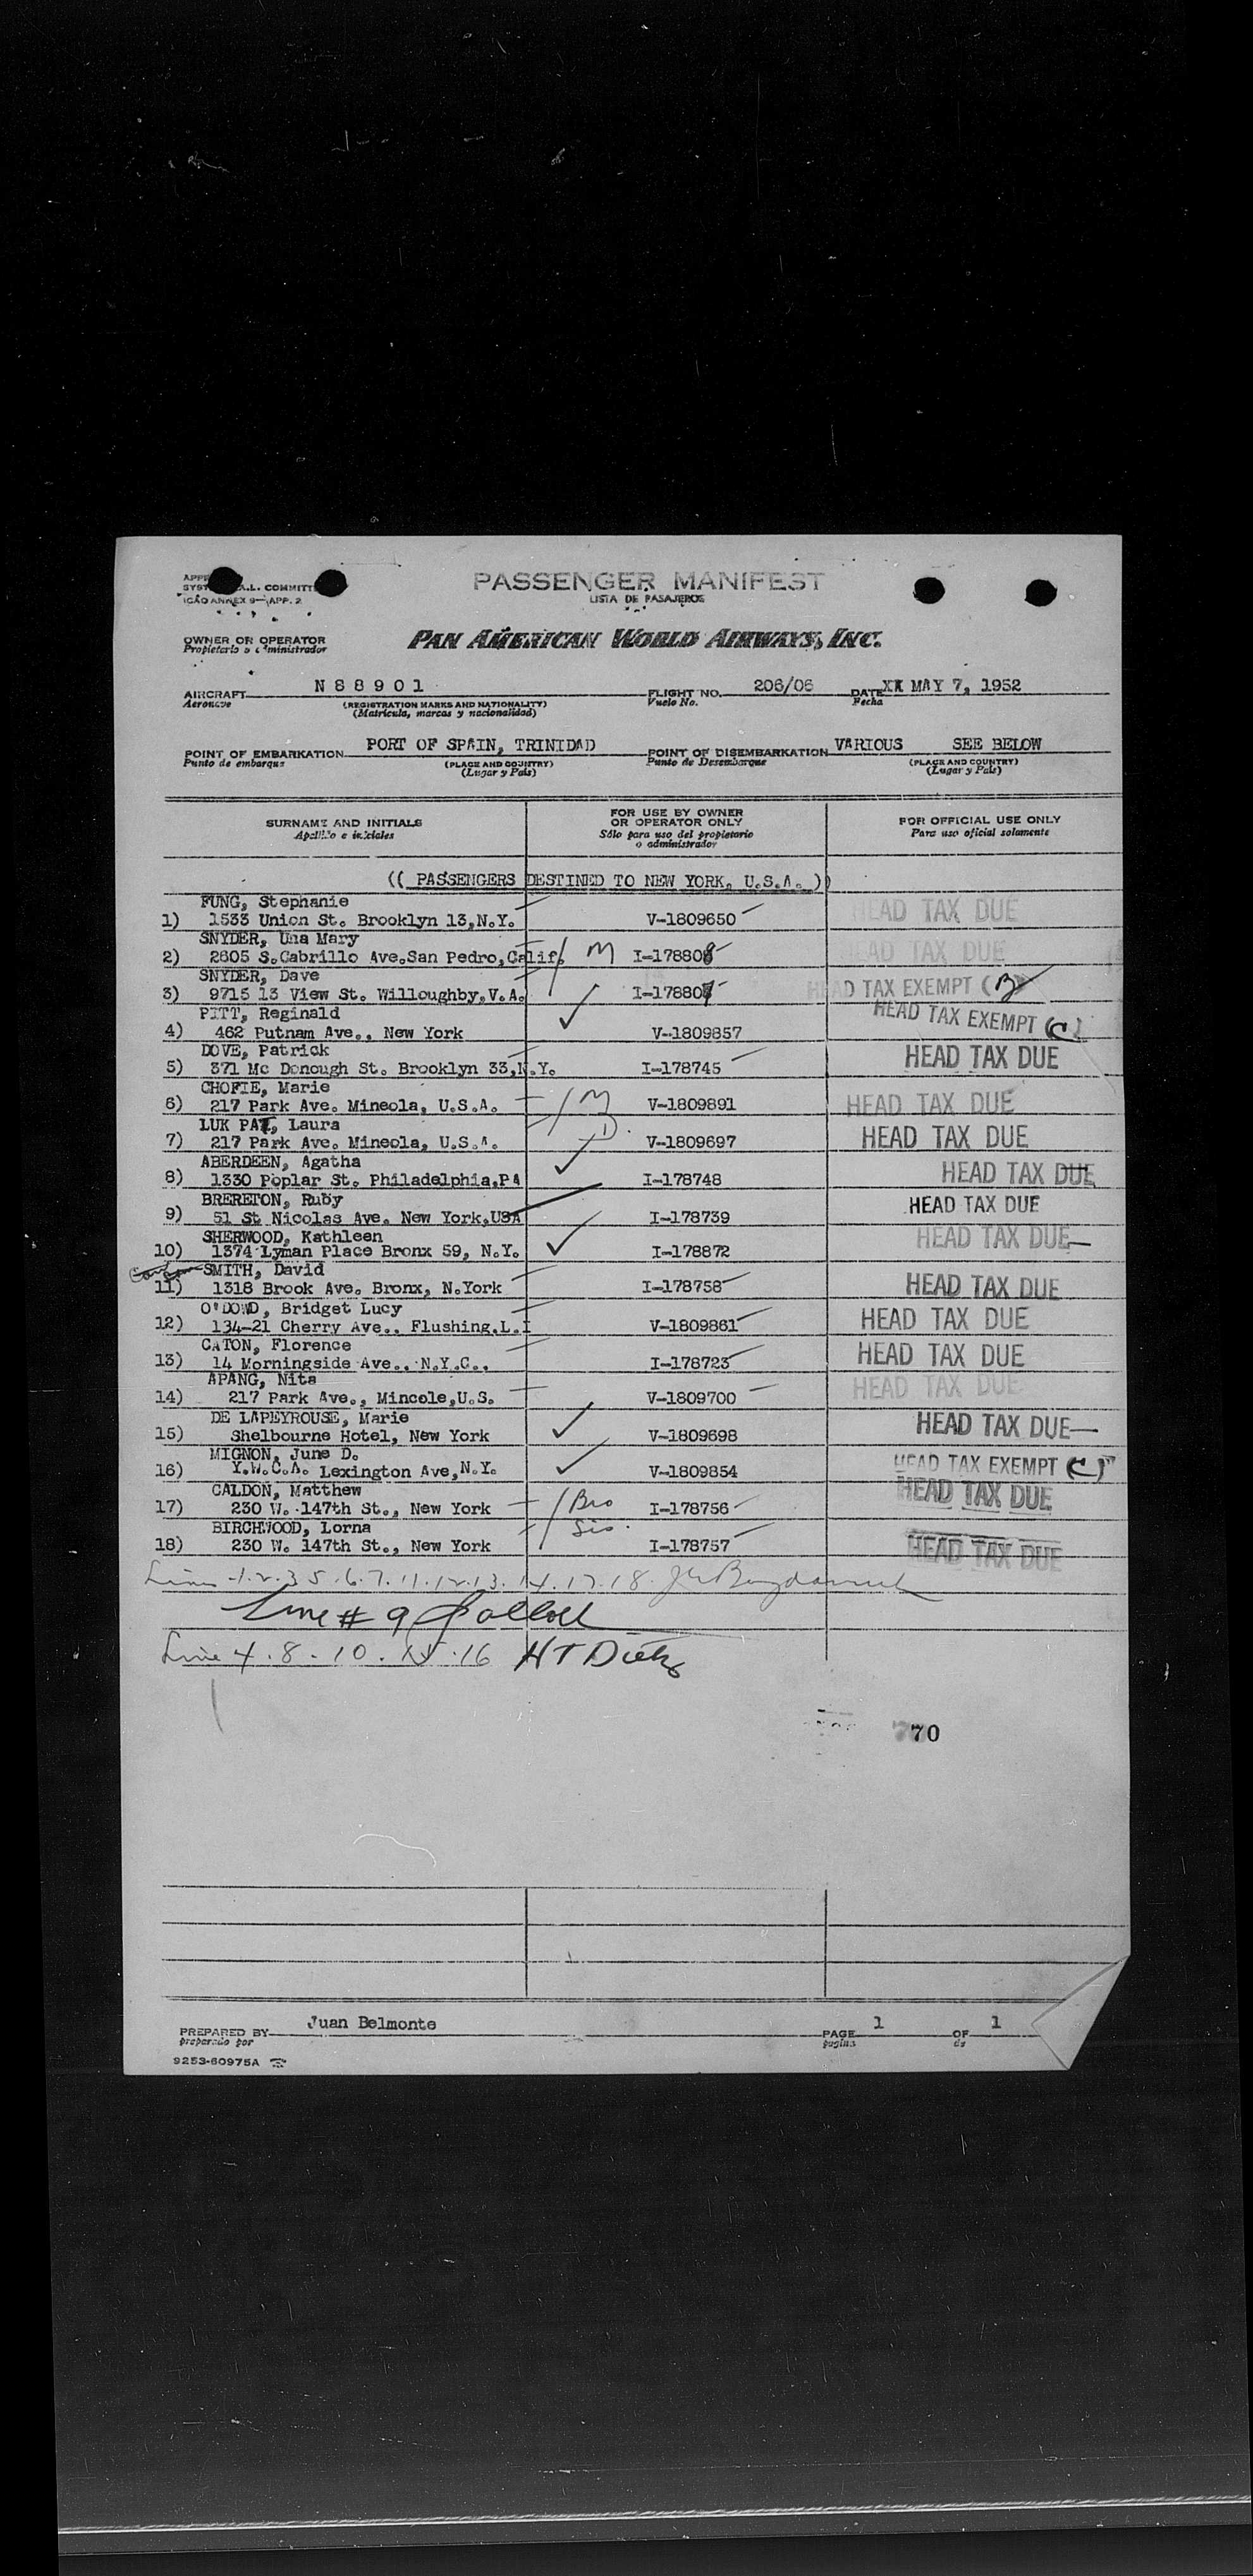 PASSENGER MANIFEST
LISTA DE PASAJEROS
ICAO ANNEX 9—APP. 2
OWNER OR OPERATOR
PAN AMERICAN WORLD AIRWAYS, INC.
AIRCRAFT N 8 8 9 0 1 FLIGHT NO. 206/06 DATE XX MAY 7, 1952
Aeronave Vuelo No. Fecha
(REGISTRATION MARKS AND NATIONALITY)
(Matricula, marcas y nacionalidad)
POINT OF EMBARKATION PORT OF SPAIN, TRINIDAD POINT OF DISEMBARKATION VARIOUS SEE BELOW
Punto de embarque (PLACE AND COUNTRY) Punto de Desembarque (PLACE AND COUNTRY)
(Lugar y País) (Lugar y País)
SURNAME AND INITIALS FOR USE BY OWNER OR OPERATOR ONLY FOR OFFICIAL USE ONLY
Apellido e iniciales Sólo para uso del propietario o administrador Para uso oficial solamente
(( PASSENGERS DESTINED TO NEW YORK, U.S.A. ))
FUNG, Stephanie
1) 1533 Union St. Brooklyn 13,N.Y. V-1809650 HEAD TAX DUE
SNYDER, Una Mary
2) 2605 S.Cabrillo Ave.San Pedro,Calif. M I-178808 HEAD TAX DUE
SNYDER, Dave
3) 9715 13 View St. Willoughby,V.A. I-178807 HEAD TAX EXEMPT (B)
PITT, Reginald
4) 462 Putnam Ave., New York V-1809857 HEAD TAX EXEMPT (C)
DOVE, Patrick
5) 371 Mc Donough St. Brooklyn 33,N.Y. I-178745 HEAD TAX DUE
CHOFIE, Marie
6) 217 Park Ave. Mineola, U.S.A. M V-1809891 HEAD TAX DUE
LUK PAT, Laura
7) 217 Park Ave. Mineola, U.S.A. D. V-1809697 HEAD TAX DUE
ABERDEEN, Agatha
8) 1330 Poplar St. Philadelphia,PA I-178748 HEAD TAX DUE
BRERETON, Ruby
9) 51 St Nicolas Ave. New York,USA I-178739 HEAD TAX DUE
SHERWOOD, Kathleen
10) 1374 Lyman Place Bronx 59, N.Y. I-178872 HEAD TAX DUE
SMITH, David
11) 1318 Brook Ave. Bronx, N.York I-178758 HEAD TAX DUE
O'DOWD, Bridget Lucy
12) 134-21 Cherry Ave., Flushing.L.I V-1809861 HEAD TAX DUE
CATON, Florence
13) 14 Morningside Ave., N.Y.C., I-178723 HEAD TAX DUE
APANG, Nita
14) 217 Park Ave., Mincole,U.S. V-1809700 HEAD TAX DUE
DE LAPEYROUSE, Marie
15) Shelbourne Hotel, New York V-1809698 HEAD TAX DUE
MIGNON, June D.
16) Y.W.C.A. Lexington Ave,N.Y. V-1809854 HEAD TAX EXEMPT (C)
CALDON, Matthew
17) 230 W. 147th St., New York Bro I-178756 HEAD TAX DUE
BIRCHWOOD, Lorna Sis.
18) 230 W. 147th St., New York I-178757 HEAD TAX DUE
Lines 1.2.3 5.6.7.11.12.13.14.17.18.
Line # 9
Line 4.8.10.15.16 HT Dietz
770
PREPARED BY Juan Belmonte PAGE 1 OF 1
preparado por pagina de
9253-60975A